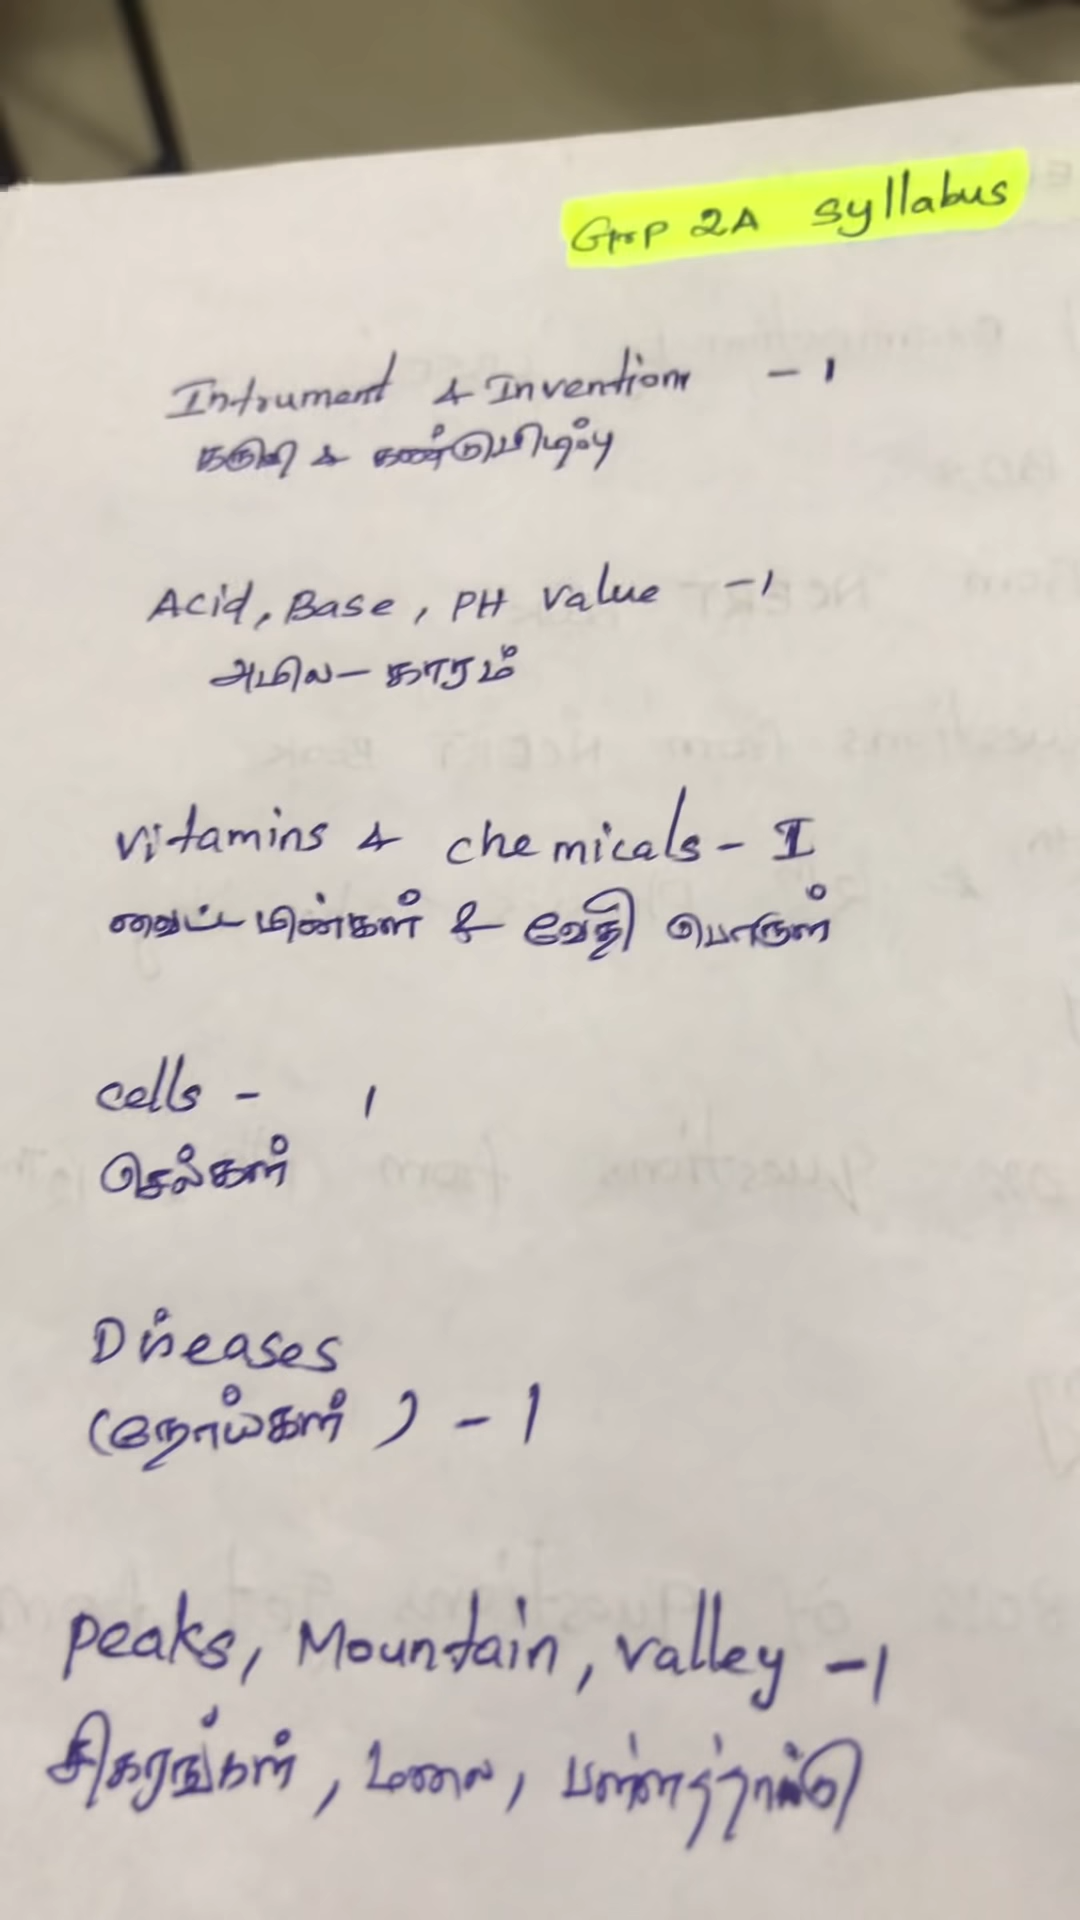 Grp 2A syllabus
Intrument & Inventions - 1
கருவி & கண்டுபிடிப்பு
Acid, Base, PH value - 1
அமில - காரம்
vitamins & chemicals - I
வைட்டமின்கள் & வேதி பொருள்
cells - 1
செல்கள்
Diseases
(நோய்கள்) - 1
peaks, Mountain, valley - 1
சிகரங்கள், மலை, பள்ளத்தாக்கு